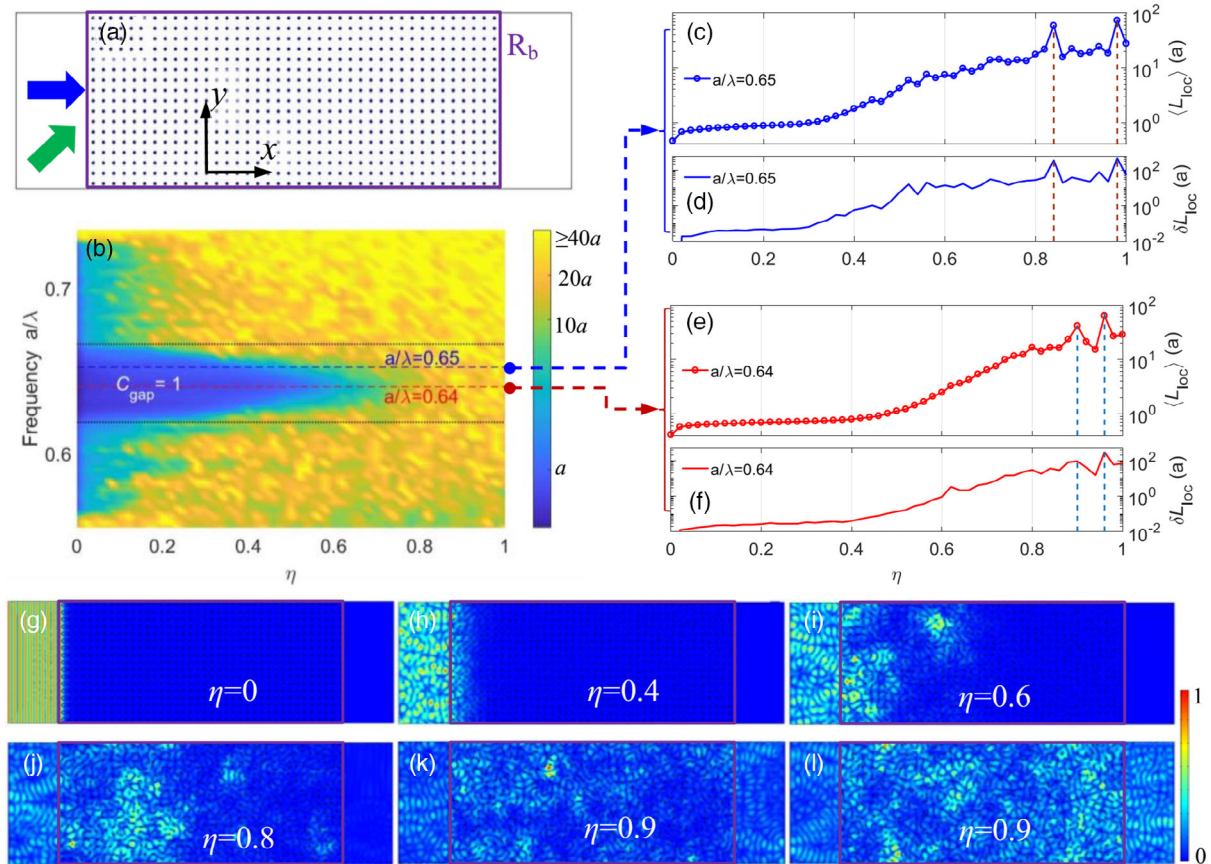 (a)
R_b
y
x
(b)
Frequency a/λ
0.7
0.6
a/λ=0.65
C_gap=1
a/λ=0.64
0
0.2
0.4
0.6
0.8
1
η
≥40a
20a
10a
a
(c)
a/λ=0.65
10^2
10^1
10^0
⟨L_loc⟩ (a)
(d)
a/λ=0.65
10^2
10^0
10^-2
δL_loc (a)
0
0.2
0.4
0.6
0.8
1
(e)
a/λ=0.64
10^2
10^1
10^0
⟨L_loc⟩ (a)
(f)
a/λ=0.64
10^2
10^0
10^-2
δL_loc (a)
0
0.2
0.4
0.6
0.8
1
η
(g)
η=0
(h)
η=0.4
(i)
η=0.6
(j)
η=0.8
(k)
η=0.9
(l)
η=0.9
1
0